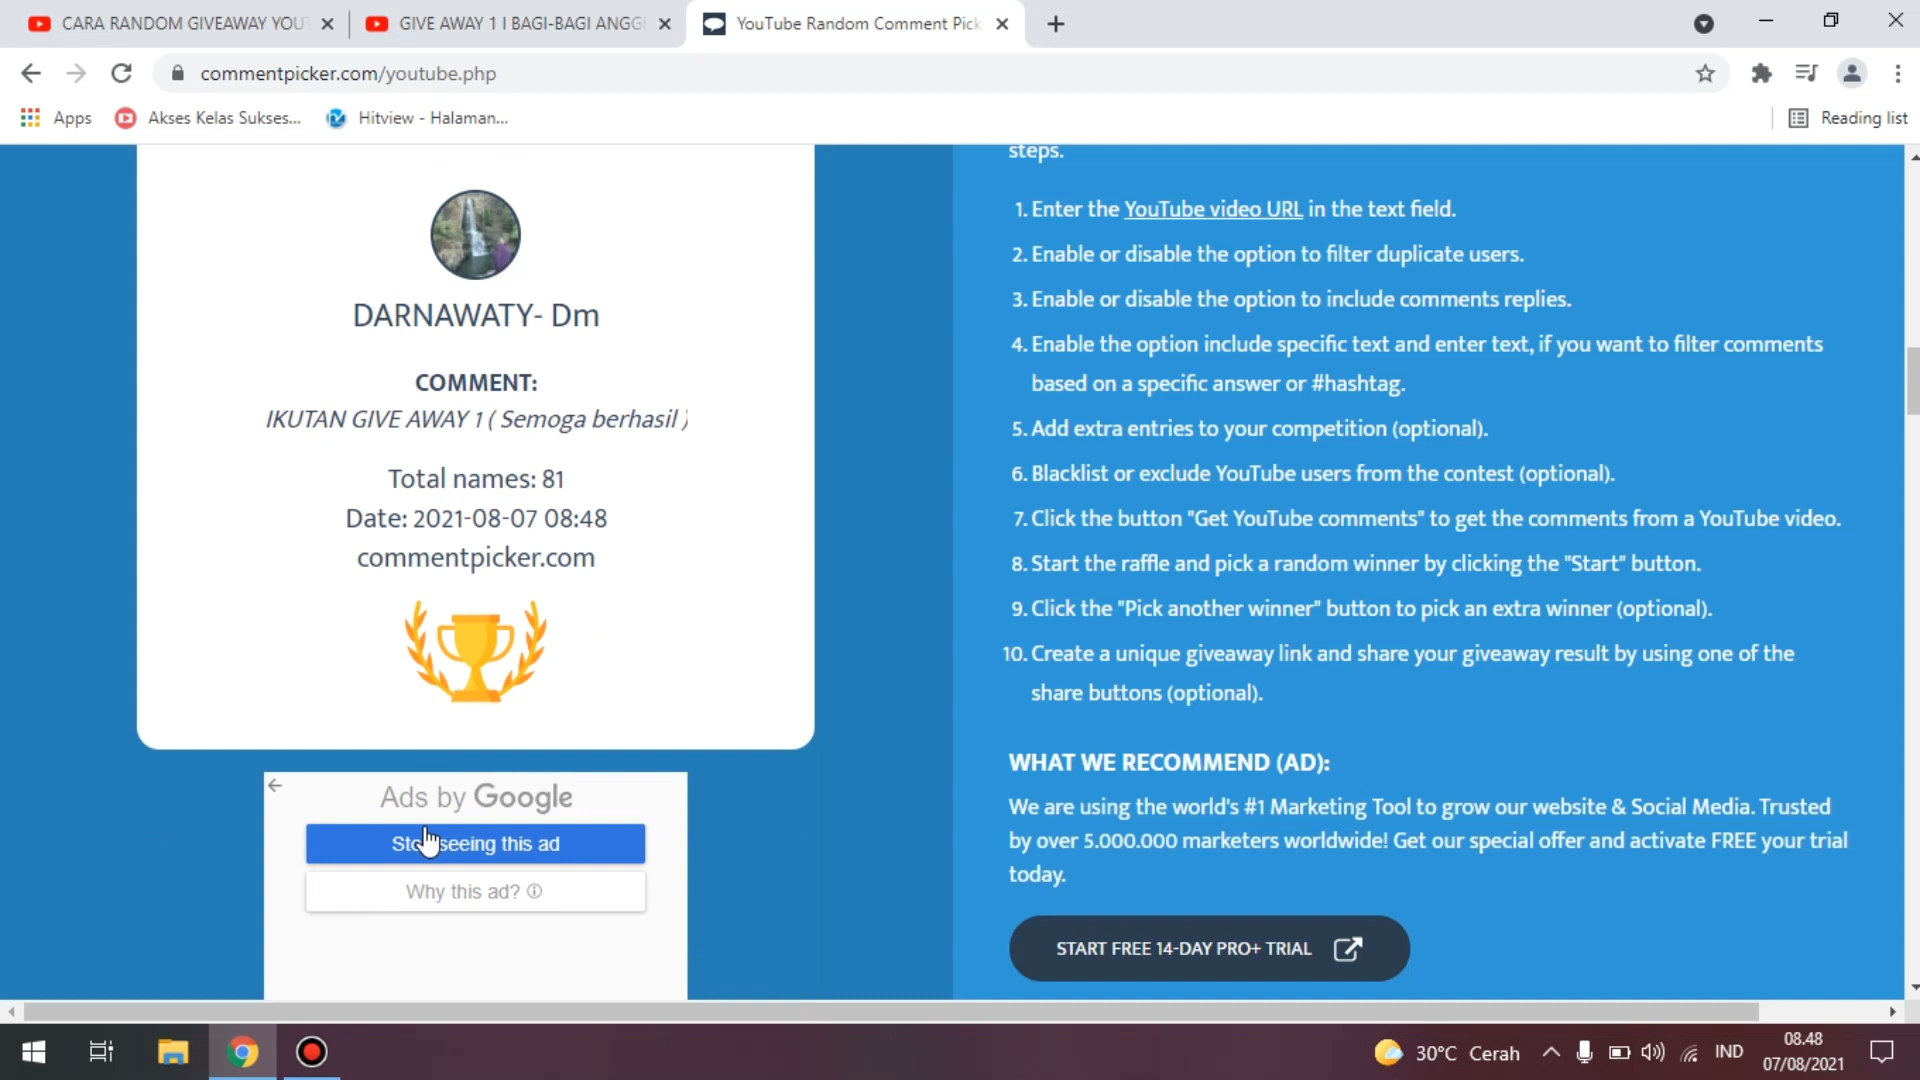 CARA RANDOM GIVEAWAY YOU
GIVE AWAY 1 I BAGI-BAGI ANGG
YouTube Random Comment Pick
commentpicker.com/youtube.php
Apps
Akses Kelas Sukses...
Hitview - Halaman...
Reading list
DARNAWATY- Dm
COMMENT:
IKUTAN GIVE AWAY 1 ( Semoga berhasil )
Total names: 81
Date: 2021-08-07 08:48
commentpicker.com
Ads by Google
Stop seeing this ad
Why this ad?
steps.
1. Enter the YouTube video URL in the text field.
2. Enable or disable the option to filter duplicate users.
3. Enable or disable the option to include comments replies.
4. Enable the option include specific text and enter text, if you want to filter comments
based on a specific answer or #hashtag.
5. Add extra entries to your competition (optional).
6. Blacklist or exclude YouTube users from the contest (optional).
7. Click the button "Get YouTube comments" to get the comments from a YouTube video.
8. Start the raffle and pick a random winner by clicking the "Start" button.
9. Click the "Pick another winner" button to pick an extra winner (optional).
10. Create a unique giveaway link and share your giveaway result by using one of the
share buttons (optional).
WHAT WE RECOMMEND (AD):
We are using the world's #1 Marketing Tool to grow our website & Social Media. Trusted
by over 5.000.000 marketers worldwide! Get our special offer and activate FREE your trial
today.
START FREE 14-DAY PRO+ TRIAL
30°C Cerah
IND
08.48
07/08/2021